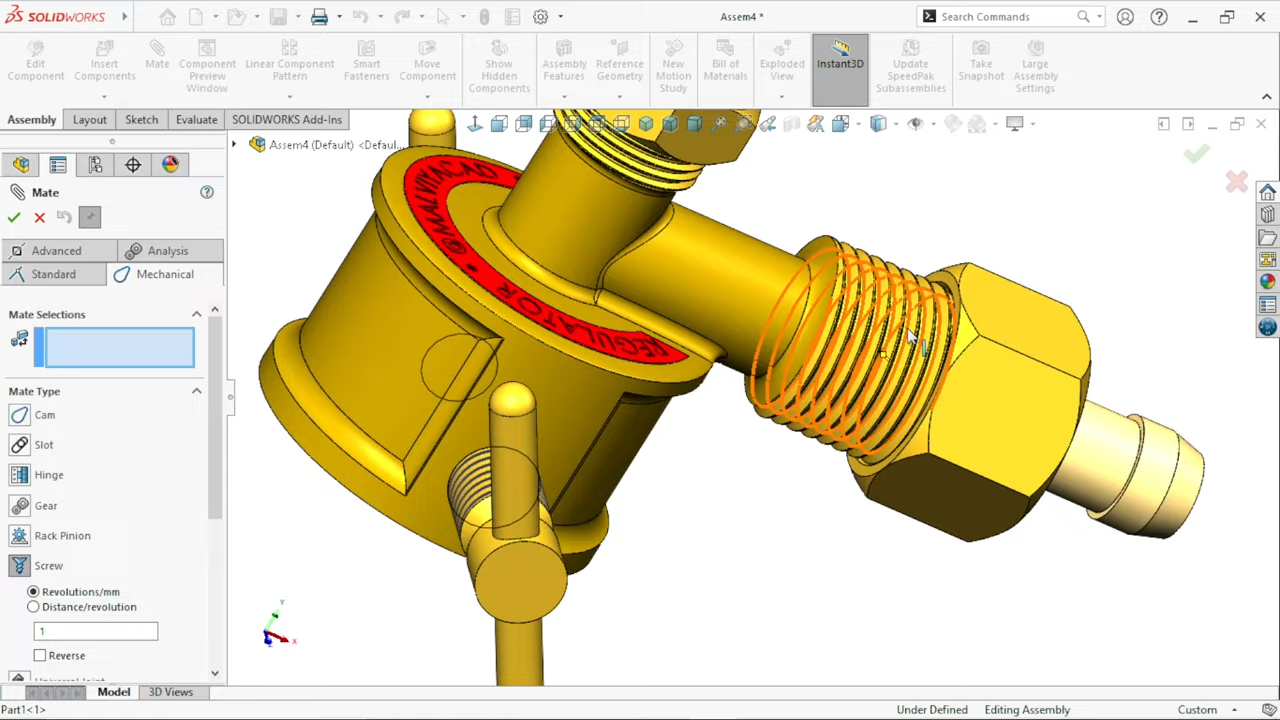 SOLIDWORKS
Assem4 *
Search Commands
Edit Component
Insert Components
Mate
Component Preview Window
Linear Component Pattern
Smart Fasteners
Move Component
Show Hidden Components
Assembly Features
Reference Geometry
New Motion Study
Bill of Materials
Exploded View
Instant3D
Update SpeedPak Subassemblies
Take Snapshot
Large Assembly Settings
Assembly
Layout
Sketch
Evaluate
SOLIDWORKS Add-Ins
Assem4 (Default) <Defaul...
Mate
Advanced
Analysis
Standard
Mechanical
Mate Selections
Mate Type
Cam
Slot
Hinge
Gear
Rack Pinion
Screw
Revolutions/mm
Distance/revolution
1
Reverse
@MALVIYACAD
REGULATOR
Y
X
Model
3D Views
Part1<1>
Under Defined
Editing Assembly
Custom